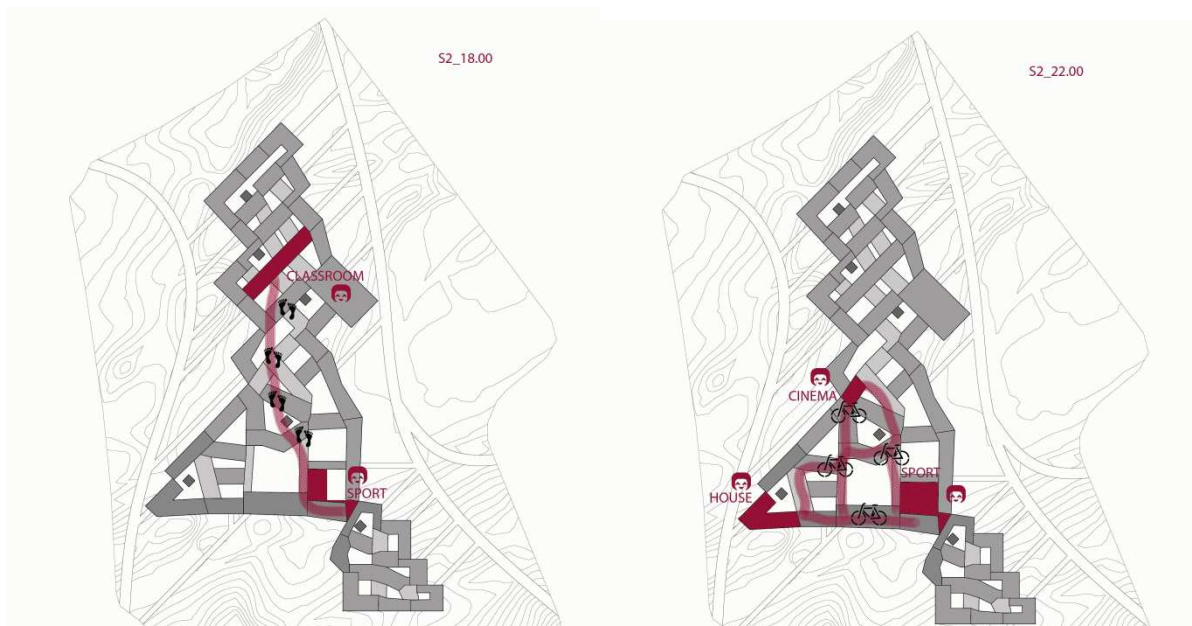 S2_18.00
CLASSROOM
SPORT
S2_22.00
CINEMA
SPORT
HOUSE